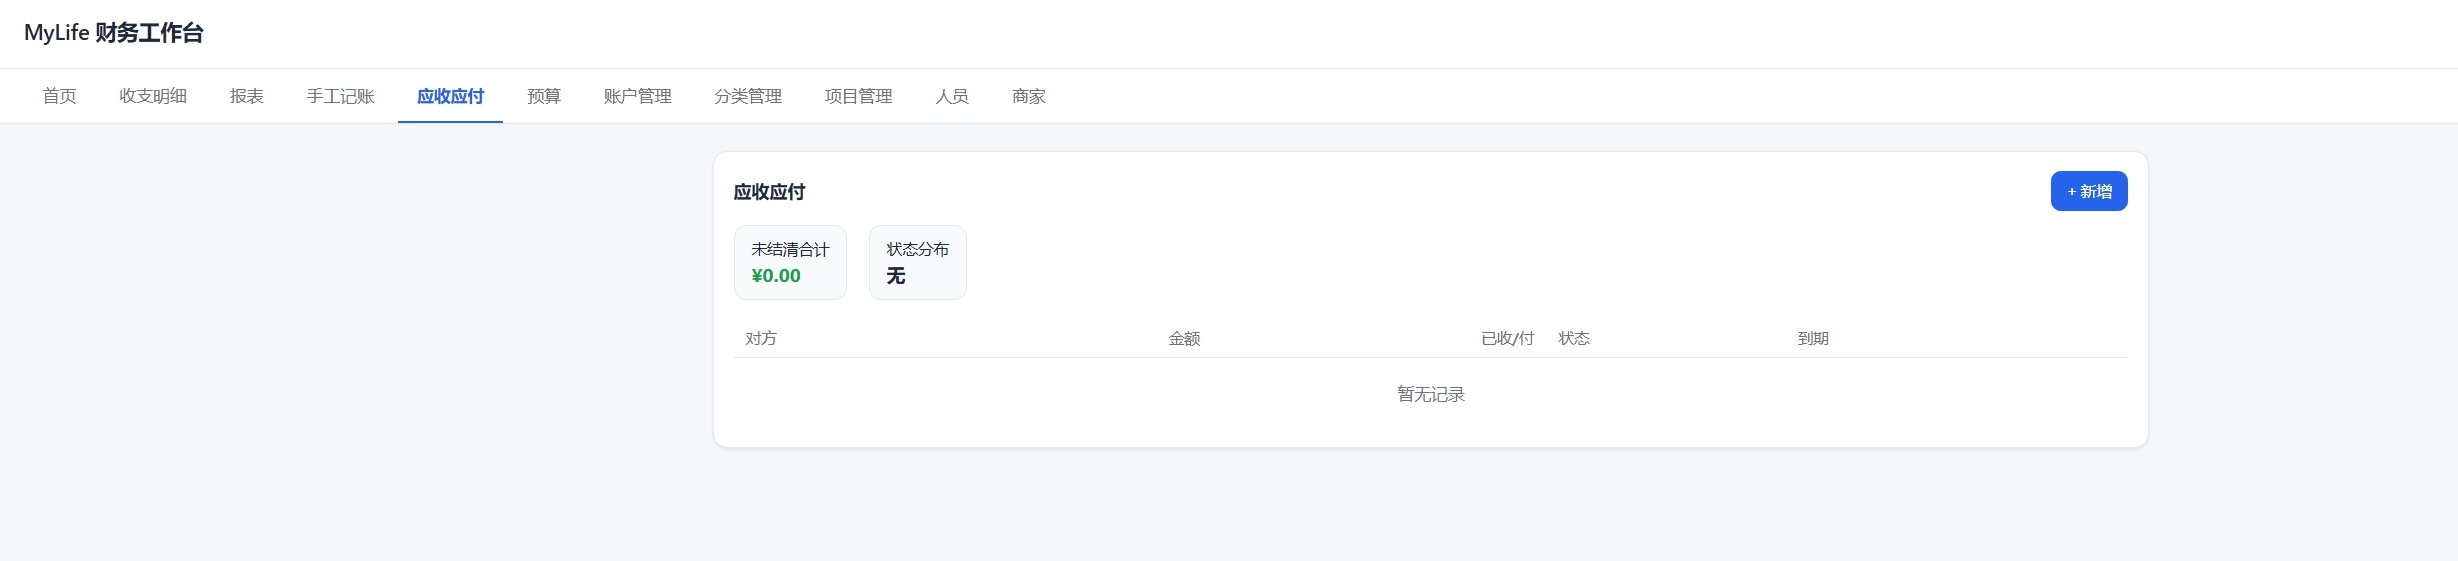 MyLife 财务工作台
首页 收支明细 报表 手工记账 应收应付 预算 账户管理 分类管理 项目管理 人员 商家
应收应付
+ 新增
未结清合计
¥0.00
状态分布
无
对方 金额 已收/付 状态 到期
暂无记录